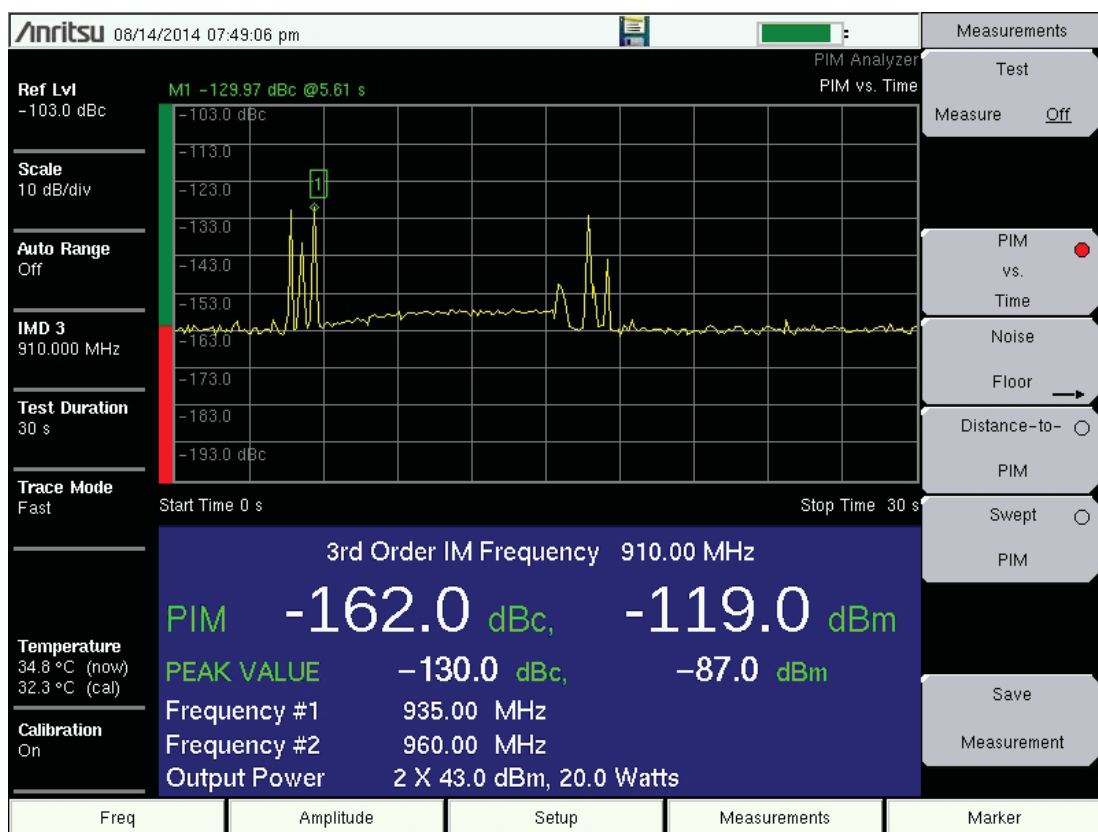 Anritsu 08/14/2014 07:49:06 pm
Ref Lvl
-103.0 dBc
Scale
10 dB/div
Auto Range
Off
IMD 3
910.000 MHz
Test Duration
30 s
Trace Mode
Fast
Temperature
34.8 °C (now)
32.3 °C (cal)
Calibration
On
PIM Analyzer
M1 -129.97 dBc @5.61 s
PIM vs. Time
-103.0 dBc
-113.0
-123.0
1
-133.0
-143.0
-153.0
-163.0
-173.0
-183.0
-193.0 dBc
Start Time 0 s
Stop Time 30 s
3rd Order IM Frequency 910.00 MHz
PIM -162.0 dBc, -119.0 dBm
PEAK VALUE -130.0 dBc, -87.0 dBm
Frequency #1 935.00 MHz
Frequency #2 960.00 MHz
Output Power 2 X 43.0 dBm, 20.0 Watts
Measurements
Test
Measure Off
PIM
vs.
Time
Noise
Floor
Distance-to-
PIM
Swept
PIM
Save
Measurement
Freq
Amplitude
Setup
Measurements
Marker